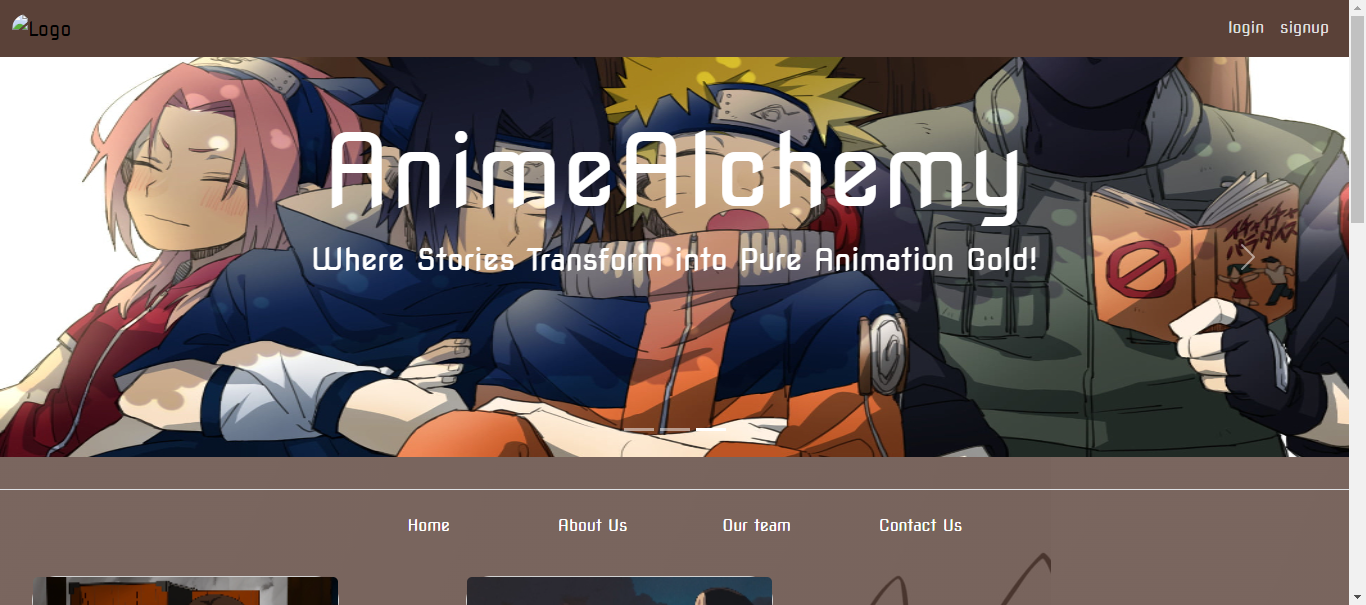 Logo
login signup
AnimeAlchemy
Where Stories Transform into Pure Animation Gold!
Home About Us Our team Contact Us